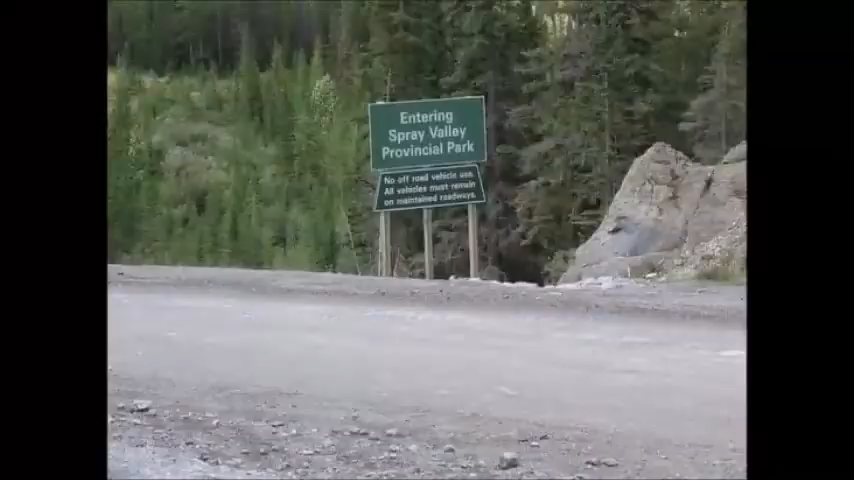 Entering
Spray Valley
Provincial Park
No off road vehicle use.
All vehicles must remain
on maintained roadways.